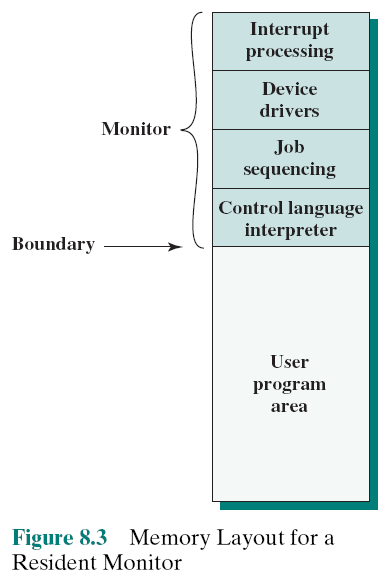 Interrupt
processing
Device
drivers
Monitor
Job
sequencing
Control language
interpreter
Boundary
User
program
area
Figure 8.3 Memory Layout for a
Resident Monitor